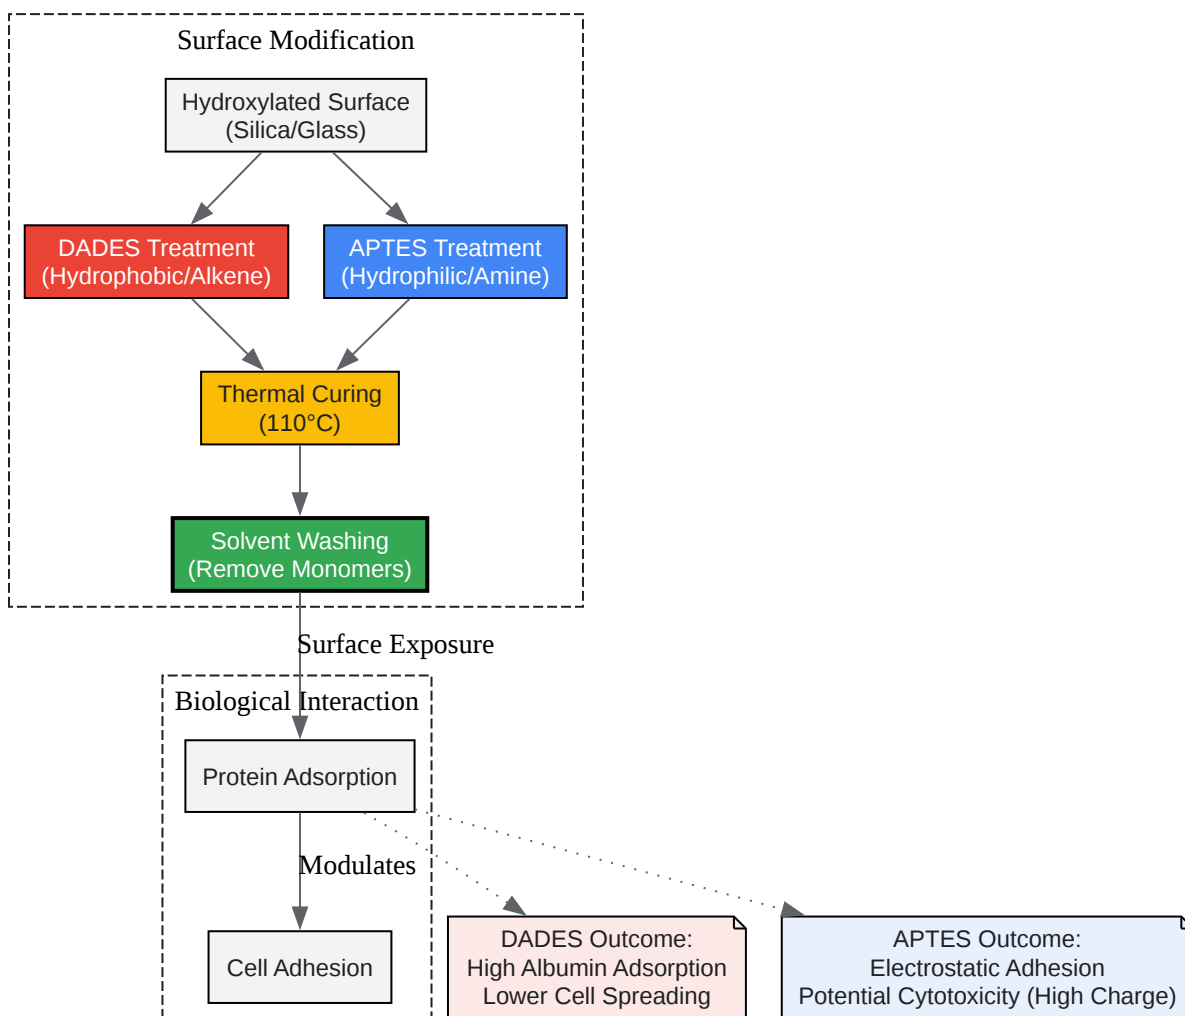 Surface Modification
Hydroxylated Surface
(Silica/Glass)
DADES Treatment
(Hydrophobic/Alkene)
APTES Treatment
(Hydrophilic/Amine)
Thermal Curing
(110°C)
Solvent Washing
(Remove Monomers)
Surface Exposure
Biological Interaction
Protein Adsorption
Modulates
Cell Adhesion
DADES Outcome:
High Albumin Adsorption
Lower Cell Spreading
APTES Outcome:
Electrostatic Adhesion
Potential Cytotoxicity (High Charge)